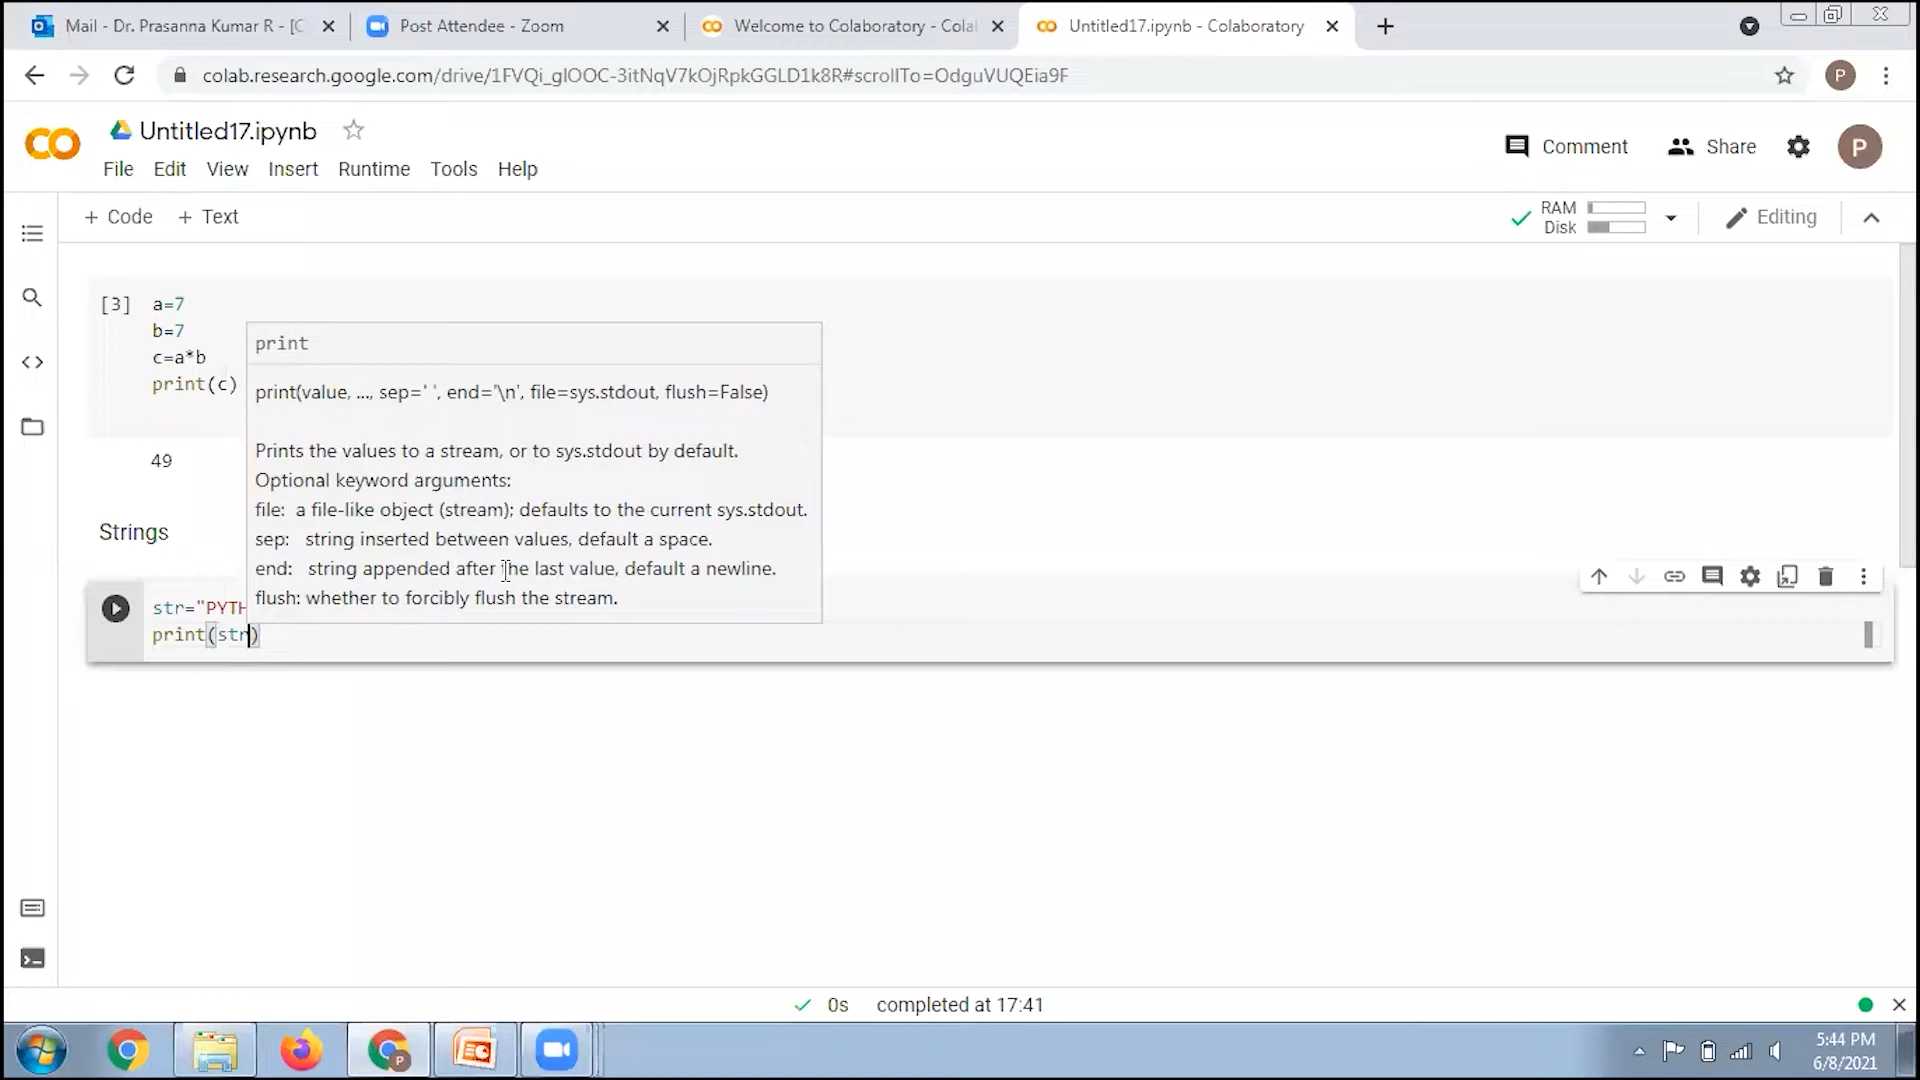 Mail - Dr. Prasanna Kumar R - [C
Post Attendee - Zoom
Welcome to Colaboratory - Colal
Untitled17.ipynb - Colaboratory
colab.research.google.com/drive/1FVQi_glOOC-3itNqV7kOjRpkGGLD1k8R#scrollTo=OdguVUQEia9F
P
CO
Untitled17.ipynb
File Edit View Insert Runtime Tools Help
Comment
Share
P
+ Code + Text
RAM
Disk
Editing
[3] a=7
b=7
c=a*b
print(c)
49
print
print(value, ..., sep=' ', end='\n', file=sys.stdout, flush=False)
Prints the values to a stream, or to sys.stdout by default.
Optional keyword arguments:
file: a file-like object (stream); defaults to the current sys.stdout.
sep: string inserted between values, default a space.
end: string appended after the last value, default a newline.
flush: whether to forcibly flush the stream.
Strings
str="PYTH
print(str)
0s completed at 17:41
5:44 PM
6/8/2021